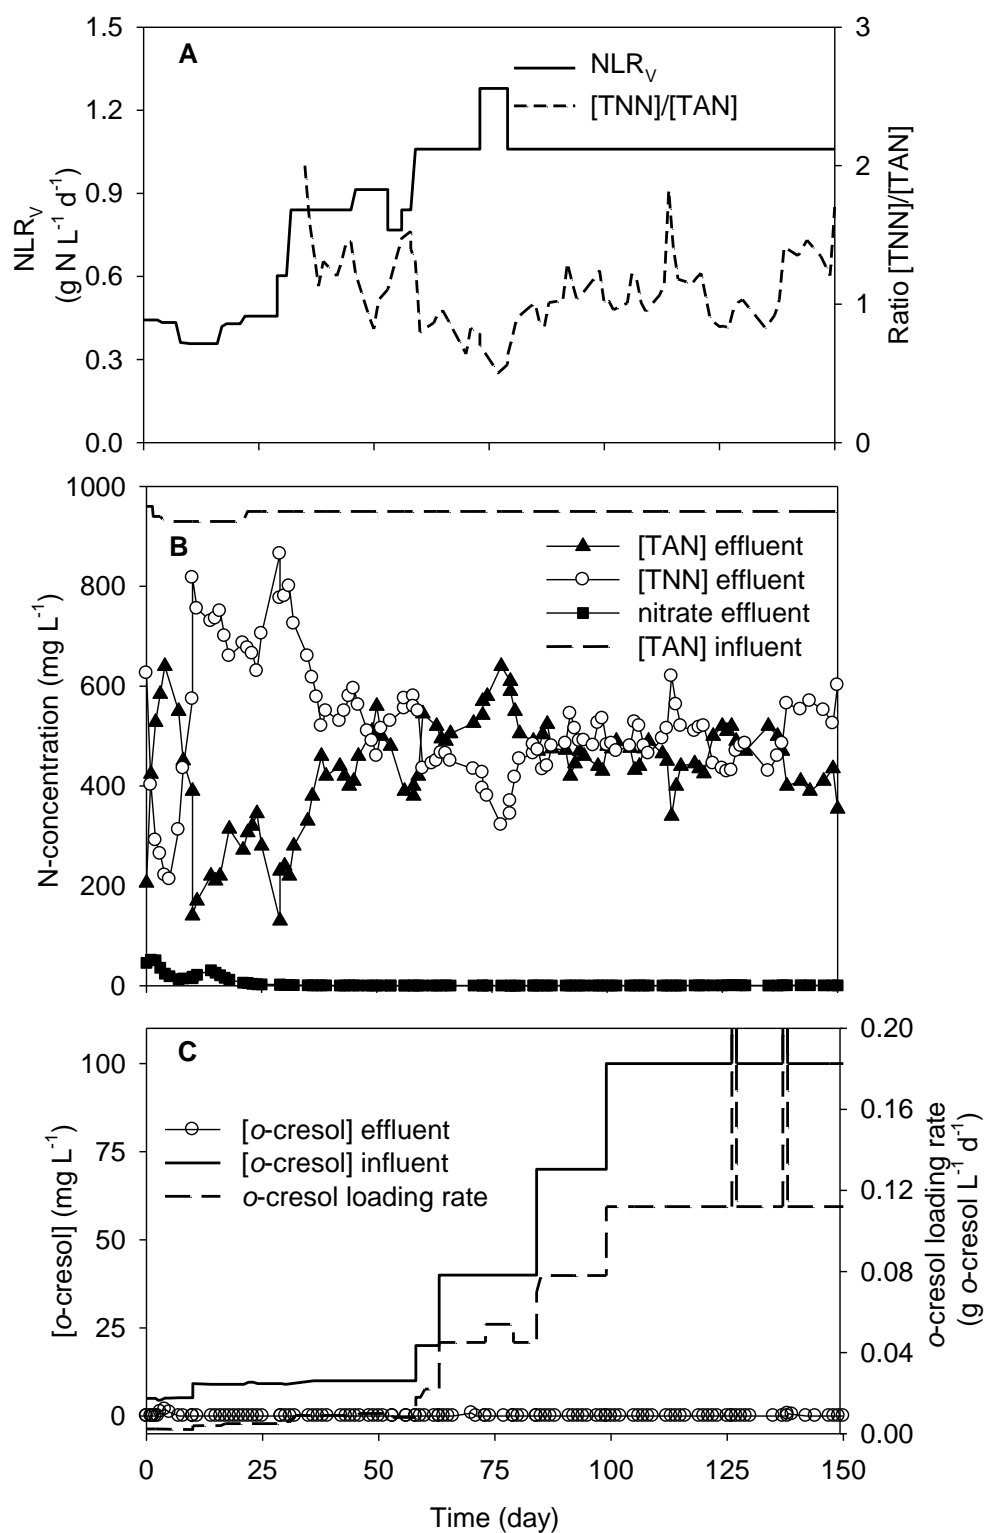 A
1.5
1.2
0.9
0.6
0.3
0.0
NLR_V
(g N L⁻¹ d⁻¹)
3
2
1
0
Ratio [TNN]/[TAN]
NLR_V
[TNN]/[TAN]
B
1000
800
600
400
200
0
N-concentration (mg L⁻¹)
[TAN] effluent
[TNN] effluent
nitrate effluent
[TAN] influent
C
100
75
50
25
0
[o-cresol] (mg L⁻¹)
[o-cresol] effluent
[o-cresol] influent
o-cresol loading rate
0.20
0.16
0.12
0.08
0.04
0.00
o-cresol loading rate
(g o-cresol L⁻¹ d⁻¹)
0 25 50 75 100 125 150
Time (day)